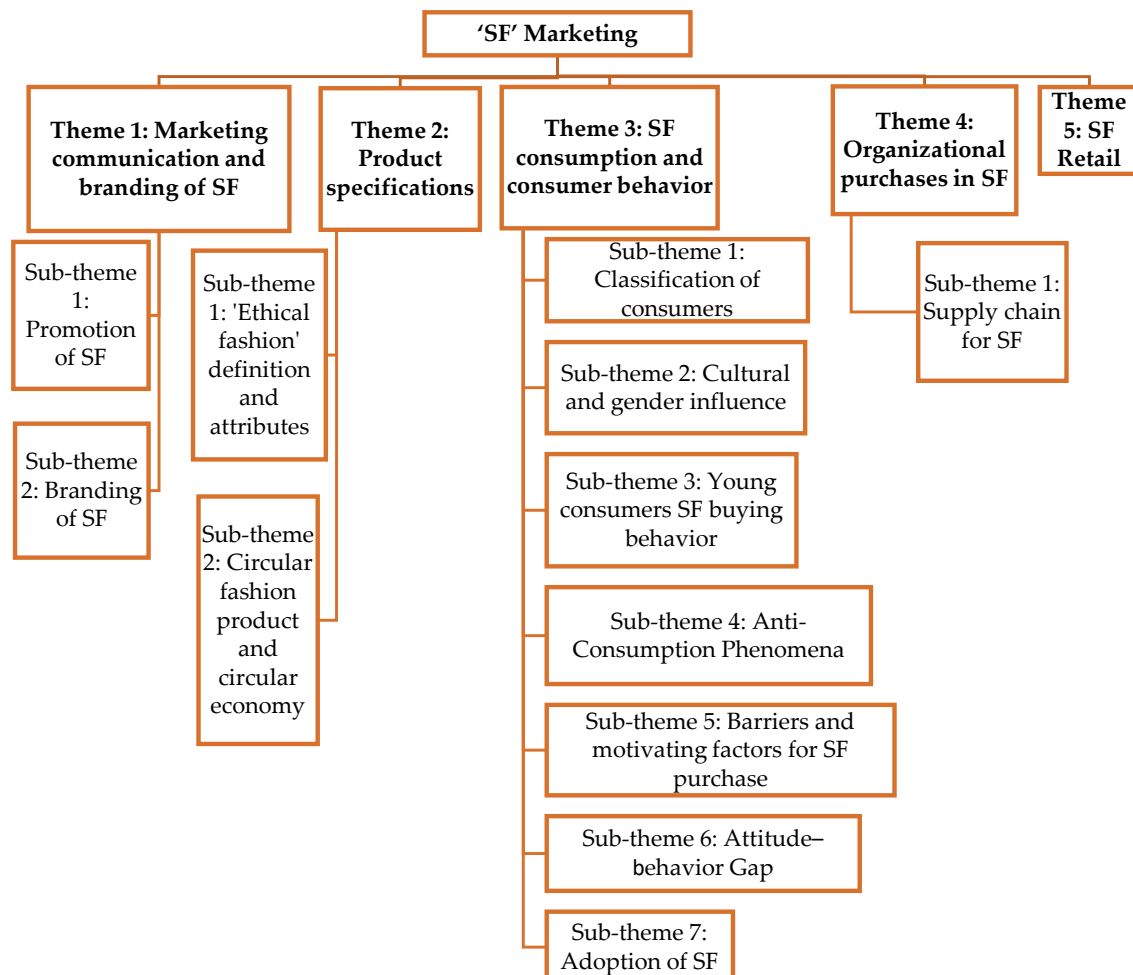 ‘SF’ Marketing
Theme 1: Marketing
communication and
branding of SF
Theme 2:
Product
specifications
Theme 3: SF
consumption and
consumer behavior
Theme 4:
Organizational
purchases in SF
Theme
5: SF
Retail
Sub-theme
1:
Promotion
of SF
Sub-theme
2: Branding
of SF
Sub-theme
1: 'Ethical
fashion'
definition
and
attributes
Sub-theme
2: Circular
fashion
product
and
circular
economy
Sub-theme 1:
Classification of
consumers
Sub-theme 2: Cultural
and gender influence
Sub-theme 3: Young
consumers SF buying
behavior
Sub-theme 4: Anti-
Consumption Phenomena
Sub-theme 5: Barriers and
motivating factors for SF
purchase
Sub-theme 6: Attitude–
behavior Gap
Sub-theme 7:
Adoption of SF
Sub-theme 1:
Supply chain
for SF